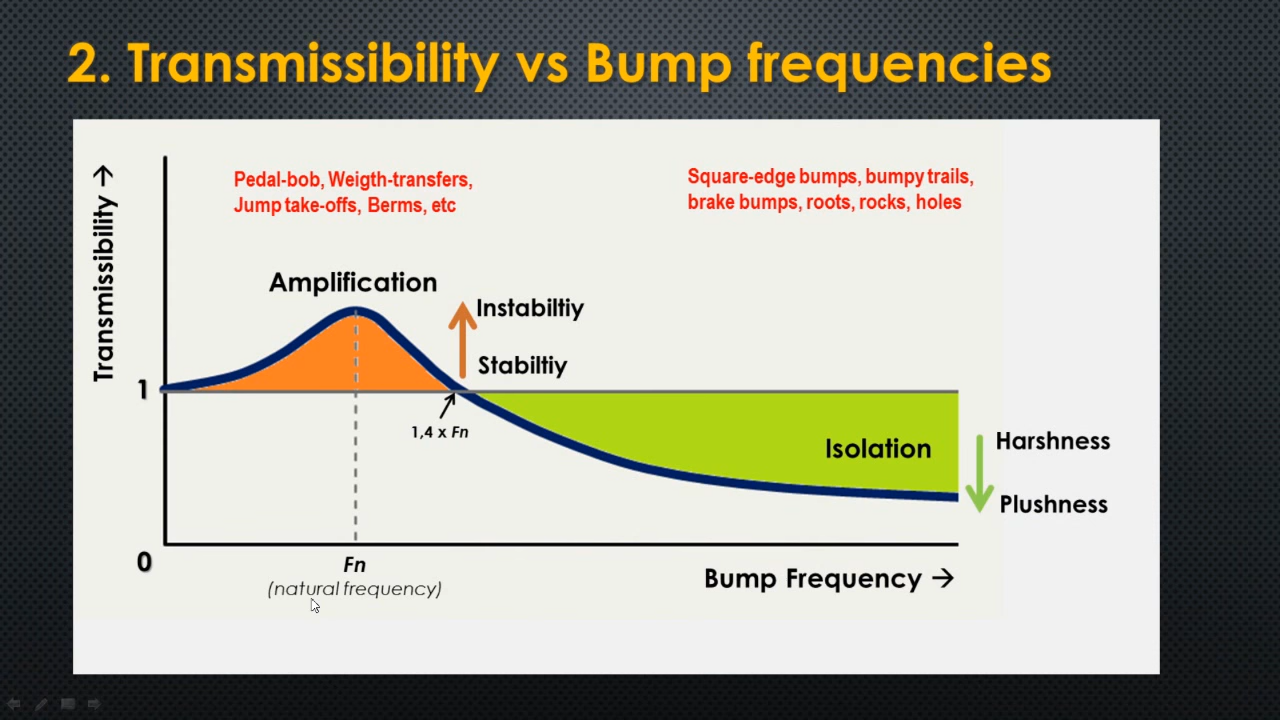 2. Transmissibility vs Bump frequencies
Transmissibility →
Pedal-bob, Weigth-transfers,
Jump take-offs, Berms, etc
Square-edge bumps, bumpy trails,
brake bumps, roots, rocks, holes
Amplification
Instabiltiy
Stabiltiy
1
1,4 x Fn
Isolation
Harshness
Plushness
0
Fn
(natural frequency)
Bump Frequency →